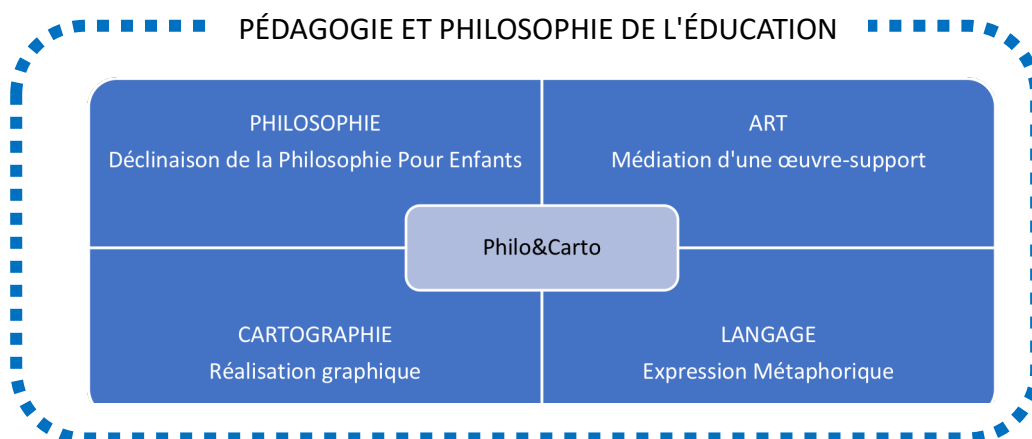 PÉDAGOGIE ET PHILOSOPHIE DE L'ÉDUCATION
PHILOSOPHIE
Déclinaison de la Philosophie Pour Enfants
ART
Médiation d'une œuvre-support
Philo&Carto
CARTOGRAPHIE
Réalisation graphique
LANGAGE
Expression Métaphorique